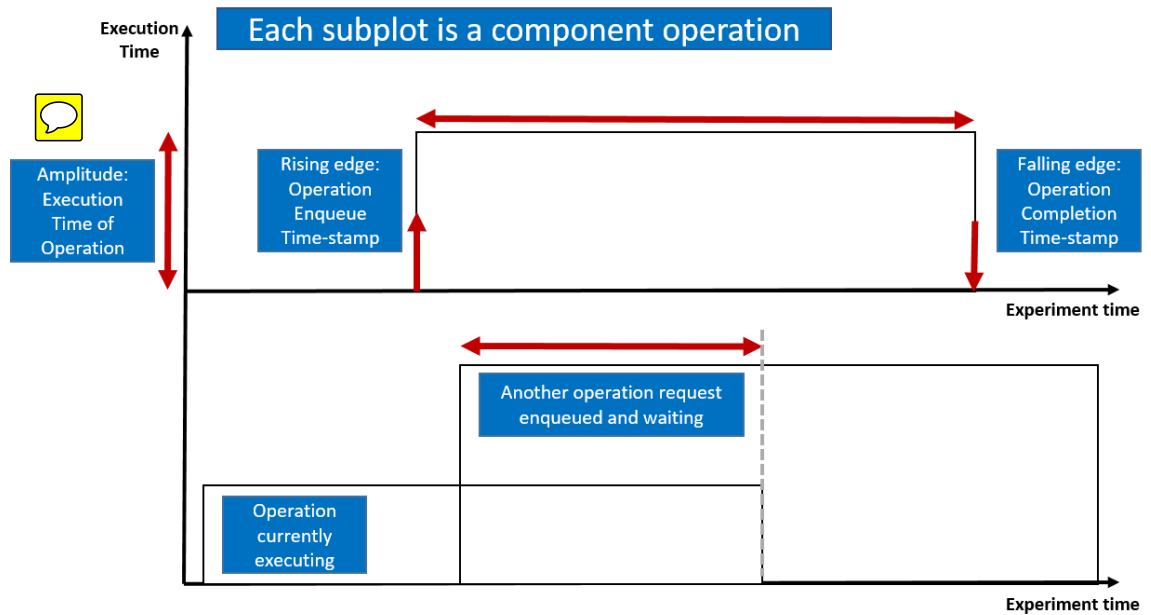 Each subplot is a component operation
Execution
Time
Amplitude:
Execution
Time of
Operation
Rising edge:
Operation
Enqueue
Time-stamp
Falling edge:
Operation
Completion
Time-stamp
Experiment time
Another operation request
enqueued and waiting
Operation
currently
executing
Experiment time